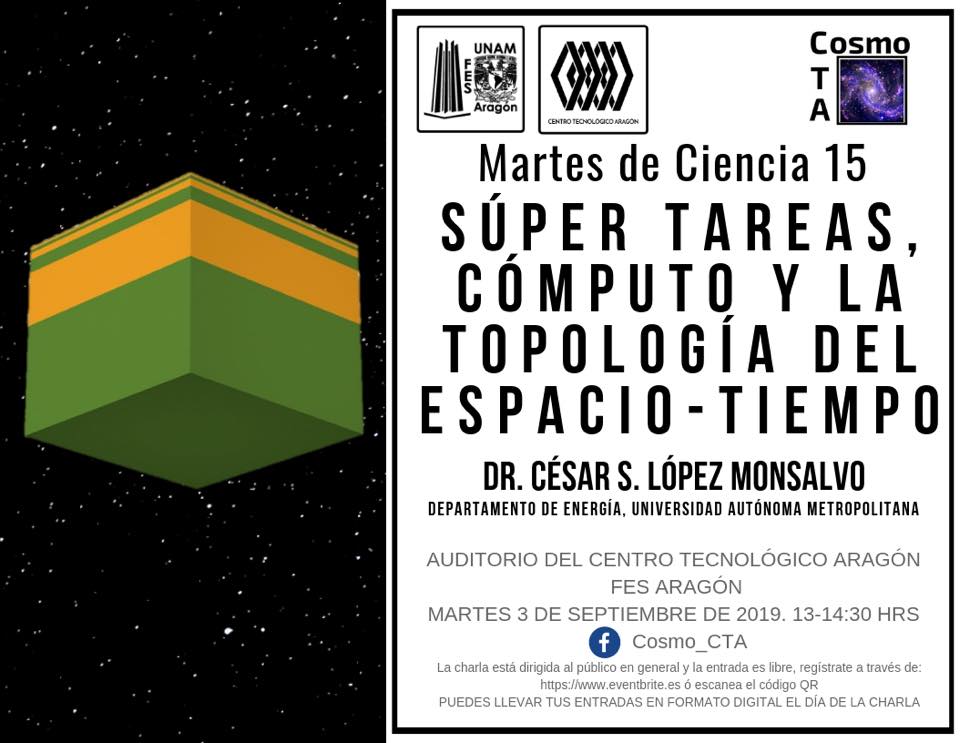 UNAM
FES
Aragón
CENTRO TECNOLÓGICO ARAGÓN
Cosmo
T
A
Martes de Ciencia 15
SÚPER TAREAS,
CÓMPUTO Y LA
TOPOLOGÍA DEL
ESPACIO-TIEMPO
DR. CÉSAR S. LÓPEZ MONSALVO
DEPARTAMENTO DE ENERGÍA, UNIVERSIDAD AUTÓNOMA METROPOLITANA
AUDITORIO DEL CENTRO TECNOLÓGICO ARAGÓN
FES ARAGÓN
MARTES 3 DE SEPTIEMBRE DE 2019. 13-14:30 HRS
Cosmo_CTA
La charla está dirigida al público en general y la entrada es libre, regístrate a través de:
https://www.eventbrite.es ó escanea el código QR
PUEDES LLEVAR TUS ENTRADAS EN FORMATO DIGITAL EL DÍA DE LA CHARLA